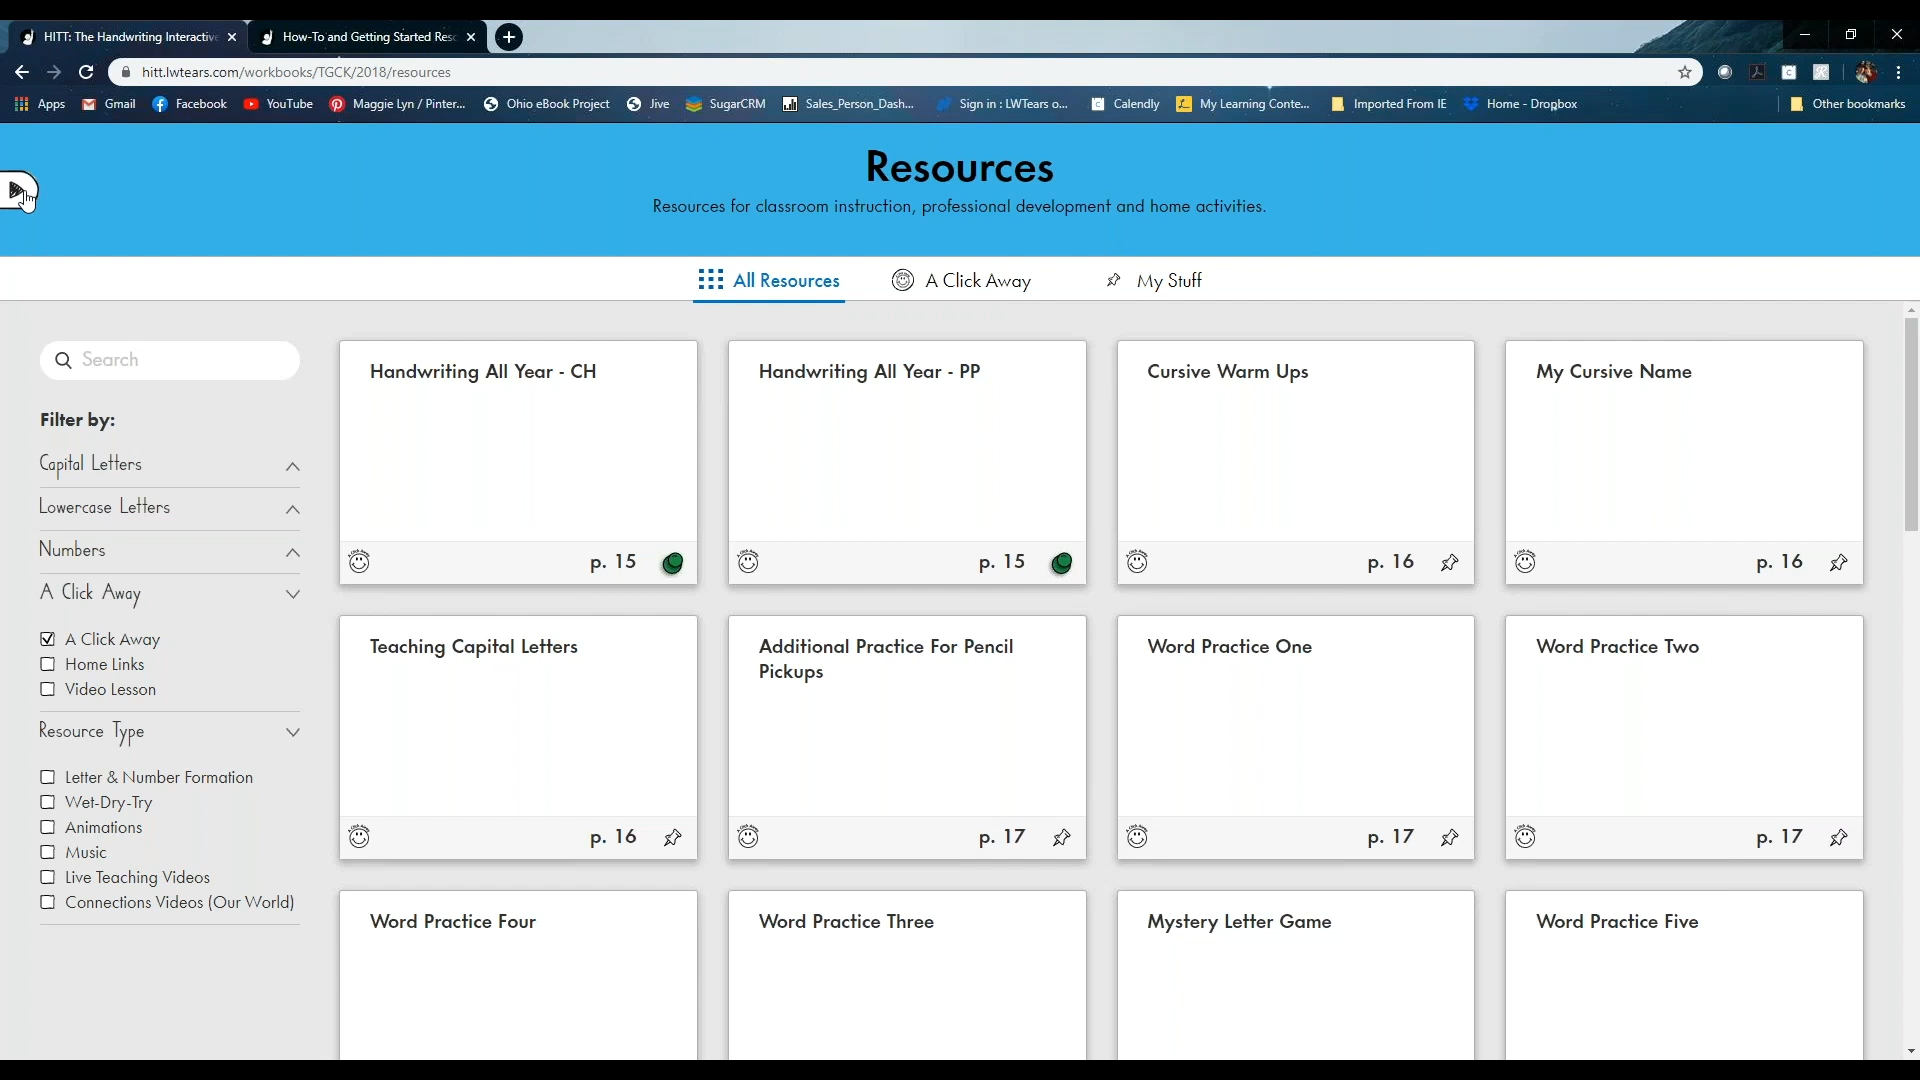 HITT: The Handwriting Interactive
How-To and Getting Started Reso
hitt.lwtears.com/workbooks/TGCK/2018/resources
Apps Gmail Facebook YouTube Maggie Lyn / Pinter... Ohio eBook Project Jive SugarCRM Sales_Person_Dash... Sign in : LWTears o... Calendly My Learning Conte... Imported From IE Home - Dropbox Other bookmarks
Resources
Resources for classroom instruction, professional development and home activities.
All Resources A Click Away My Stuff
Search
Filter by:
Capital Letters
Lowercase Letters
Numbers
A Click Away
A Click Away
Home Links
Video Lesson
Resource Type
Letter & Number Formation
Wet-Dry-Try
Animations
Music
Live Teaching Videos
Connections Videos (Our World)
Handwriting All Year - CH
p. 15
Handwriting All Year - PP
p. 15
Cursive Warm Ups
p. 16
My Cursive Name
p. 16
Teaching Capital Letters
p. 16
Additional Practice For Pencil
Pickups
p. 17
Word Practice One
p. 17
Word Practice Two
p. 17
Word Practice Four
Word Practice Three
Mystery Letter Game
Word Practice Five